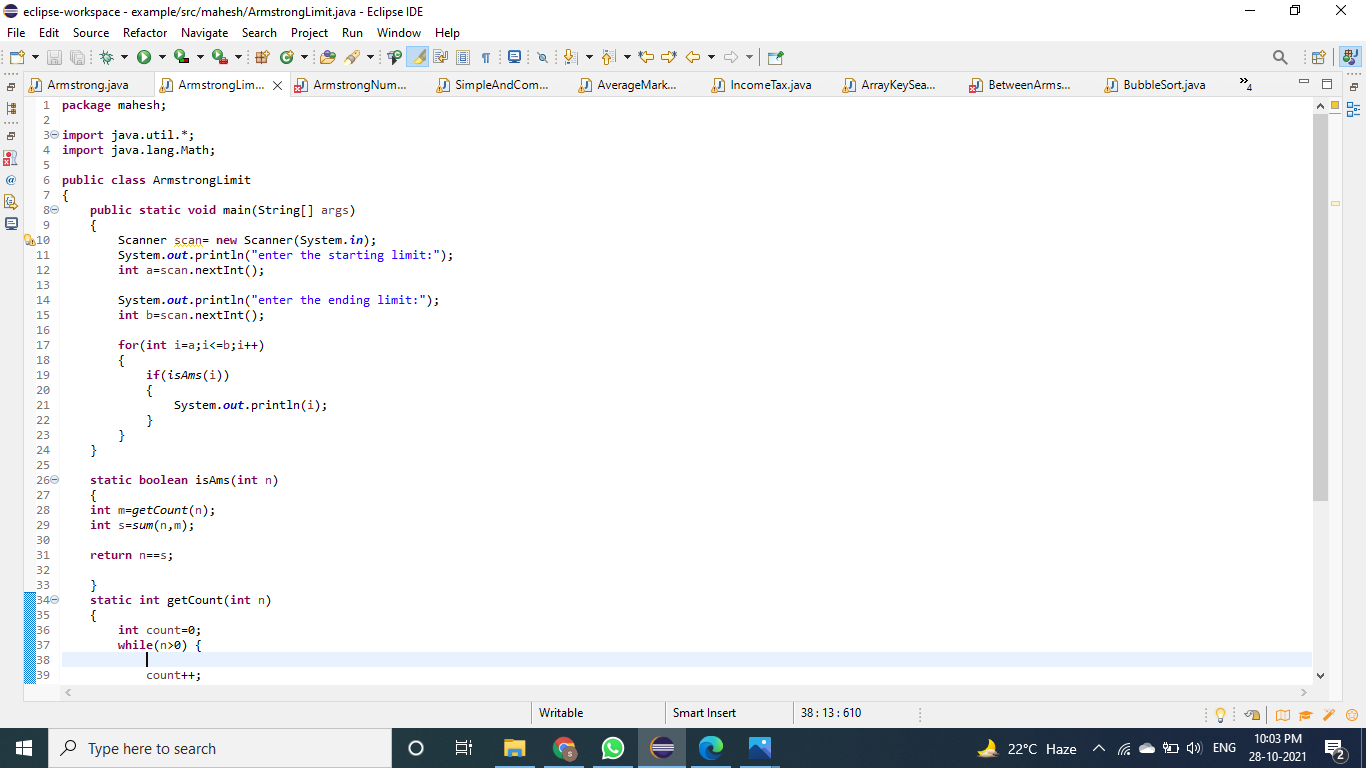 eclipse-workspace - example/src/mahesh/ArmstrongLimit.java - Eclipse IDE
File Edit Source Refactor Navigate Search Project Run Window Help
Armstrong.java ArmstrongLim... ArmstrongNum... SimpleAndCom... AverageMark... IncomeTax.java ArrayKeySea... BetweenArms... BubbleSort.java »4
1 package mahesh;
2
3 import java.util.*;
4 import java.lang.Math;
5
6 public class ArmstrongLimit
7 {
8 public static void main(String[] args)
9 {
10 Scanner scan= new Scanner(System.in);
11 System.out.println("enter the starting limit:");
12 int a=scan.nextInt();
13
14 System.out.println("enter the ending limit:");
15 int b=scan.nextInt();
16
17 for(int i=a;i<=b;i++)
18 {
19 if(isAms(i))
20 {
21 System.out.println(i);
22 }
23 }
24 }
25
26 static boolean isAms(int n)
27 {
28 int m=getCount(n);
29 int s=sum(n,m);
30
31 return n==s;
32
33 }
34 static int getCount(int n)
35 {
36 int count=0;
37 while(n>0) {
38
39 count++;
Writable Smart Insert 38 : 13 : 610
Type here to search 22°C Haze ENG 10:03 PM 2
28-10-2021